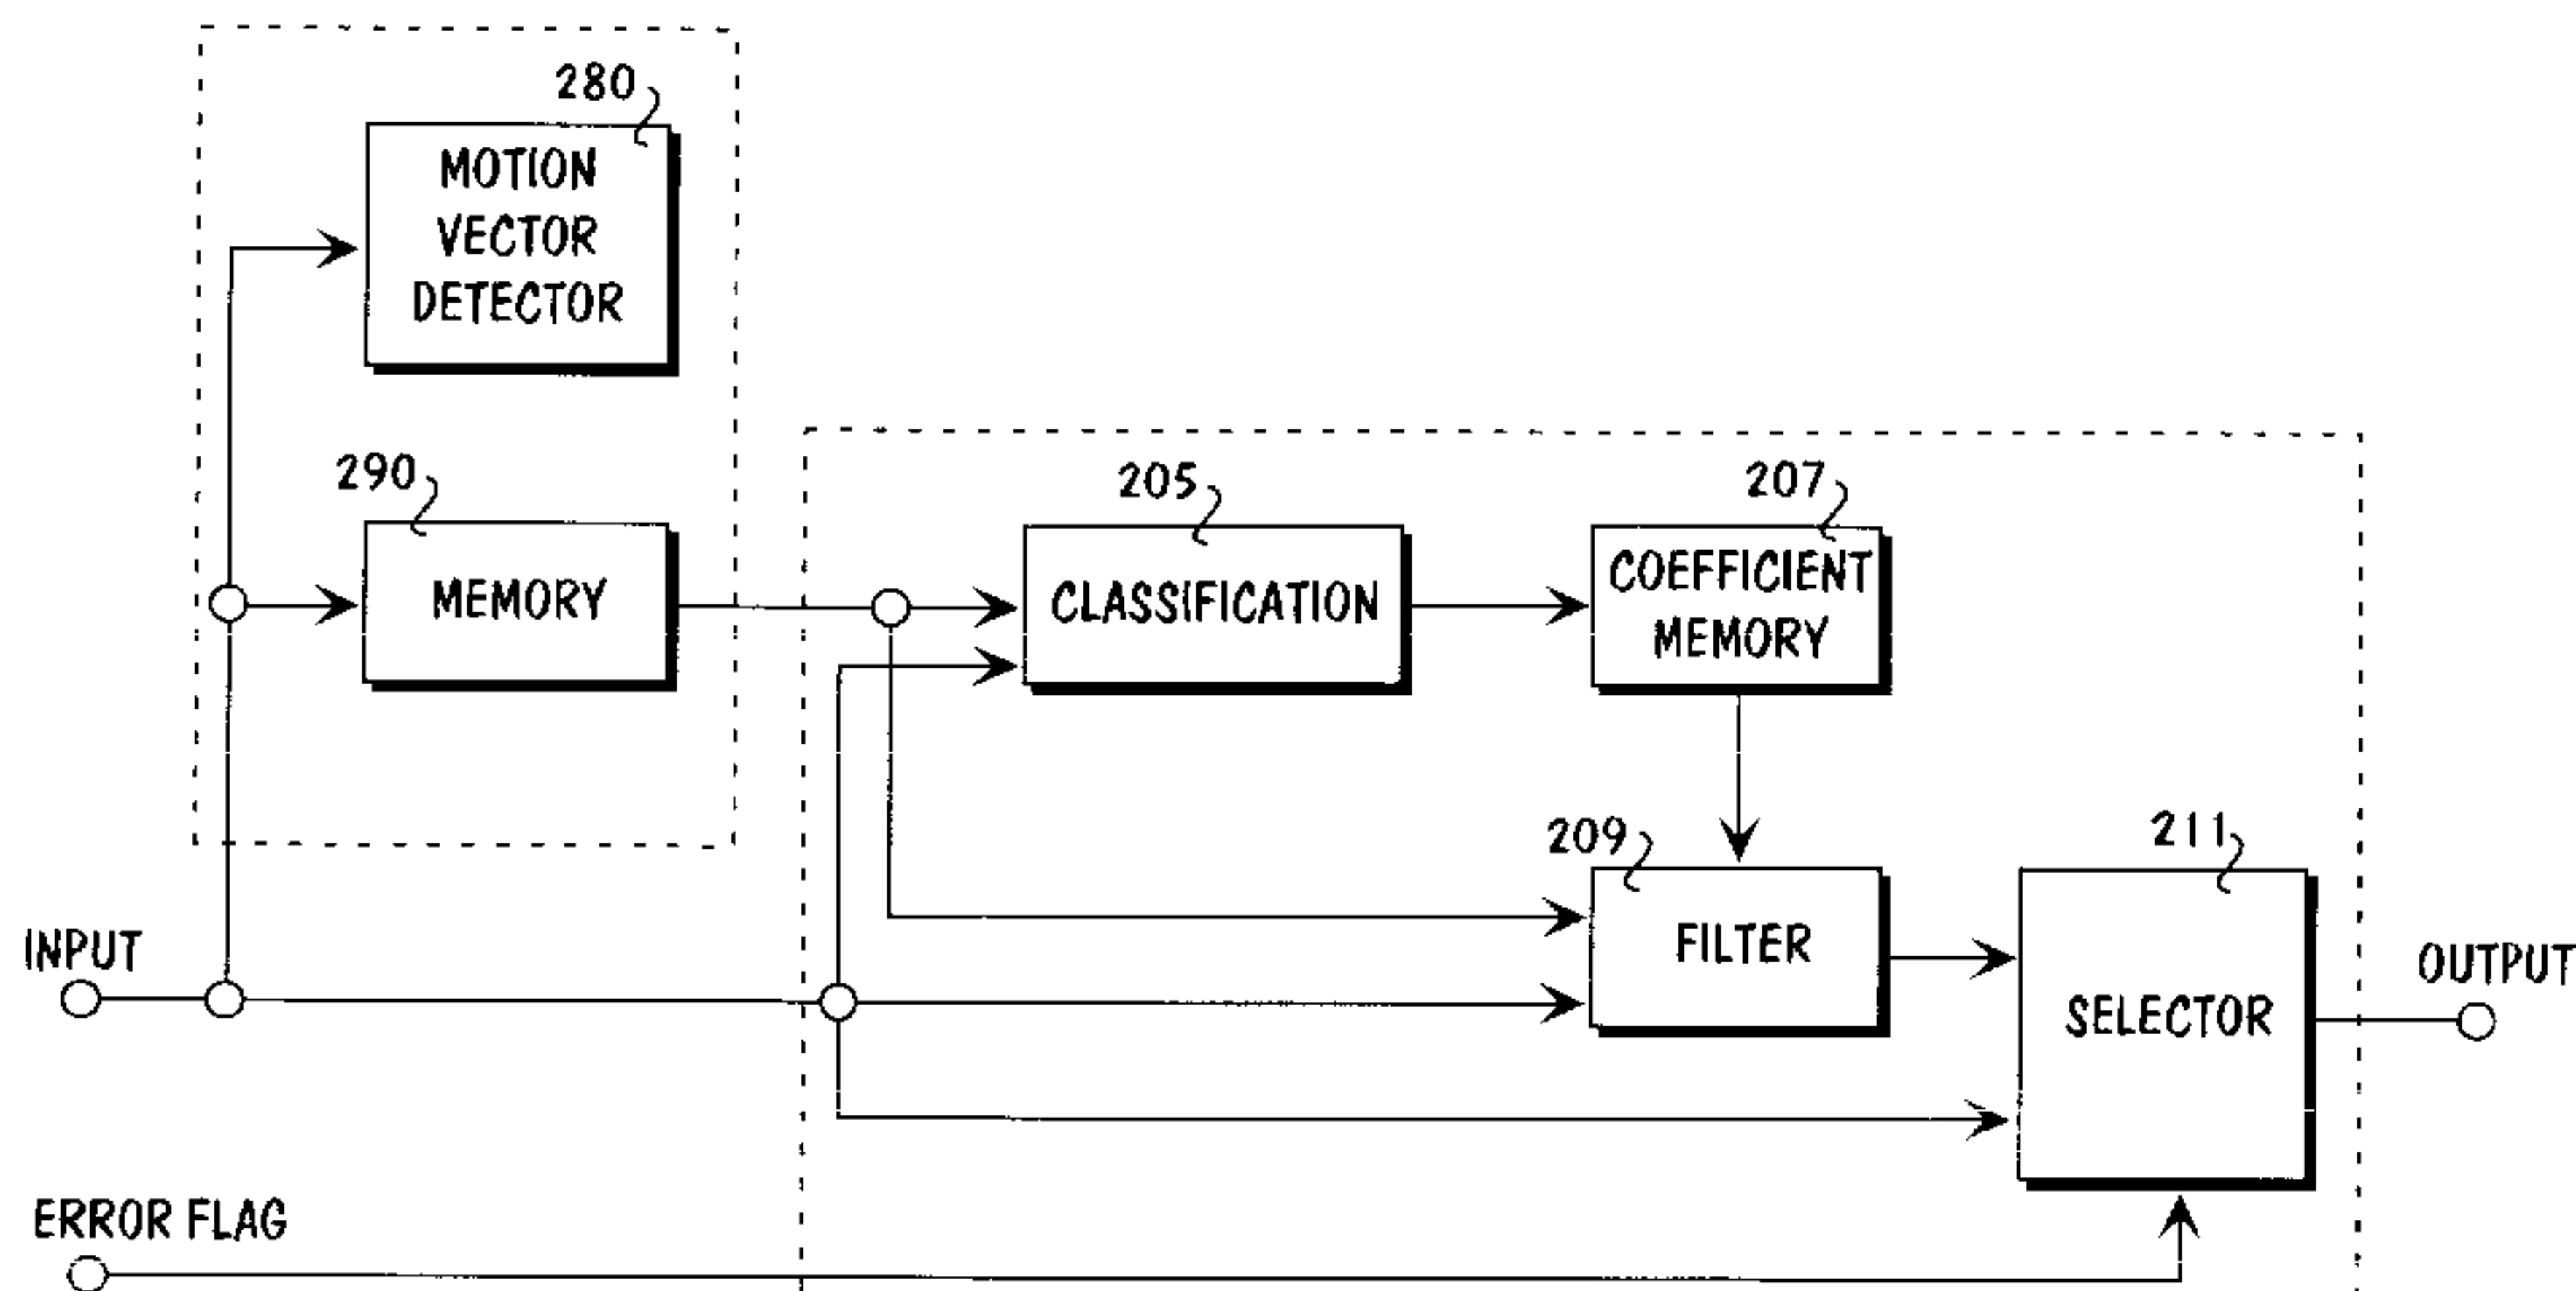 280
MOTION
VECTOR
DETECTOR
290
MEMORY
205
CLASSIFICATION
207
COEFFICIENT
MEMORY
209
FILTER
211
SELECTOR
INPUT
OUTPUT
ERROR FLAG